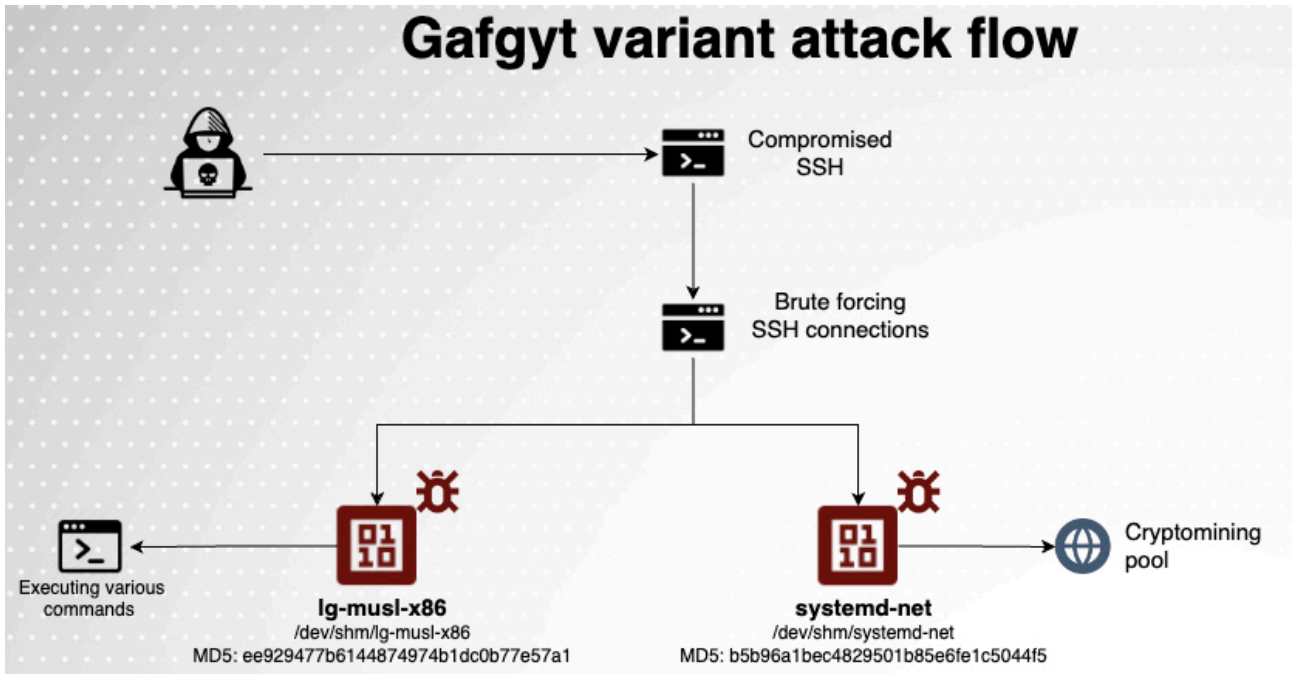 Gafgyt variant attack flow
Compromised
SSH
Brute forcing
SSH connections
Cryptomining
pool
Executing various
commands
lg-musl-x86
/dev/shm/lg-musl-x86
MD5: ee929477b6144874974b1dc0b77e57a1
systemd-net
/dev/shm/systemd-net
MD5: b5b96a1bec4829501b85e6fe1c5044f5